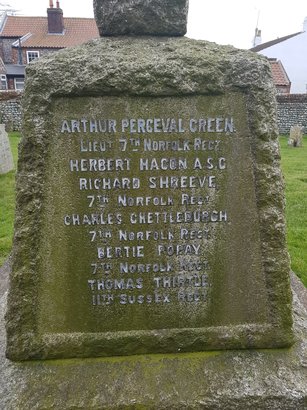 ARTHUR PERCEVAL GREEN
LIEUT 7TH NORFOLK REGT.
HERBERT HACON A.S.C
RICHARD SHREEVE
7TH NORFOLK REGT
CHARLES CHETTLEBURGH
7TH NORFOLK REGT
BERTIE
7TH NORFOLK REGT
THOMAS
11TH SUSSEX REGT